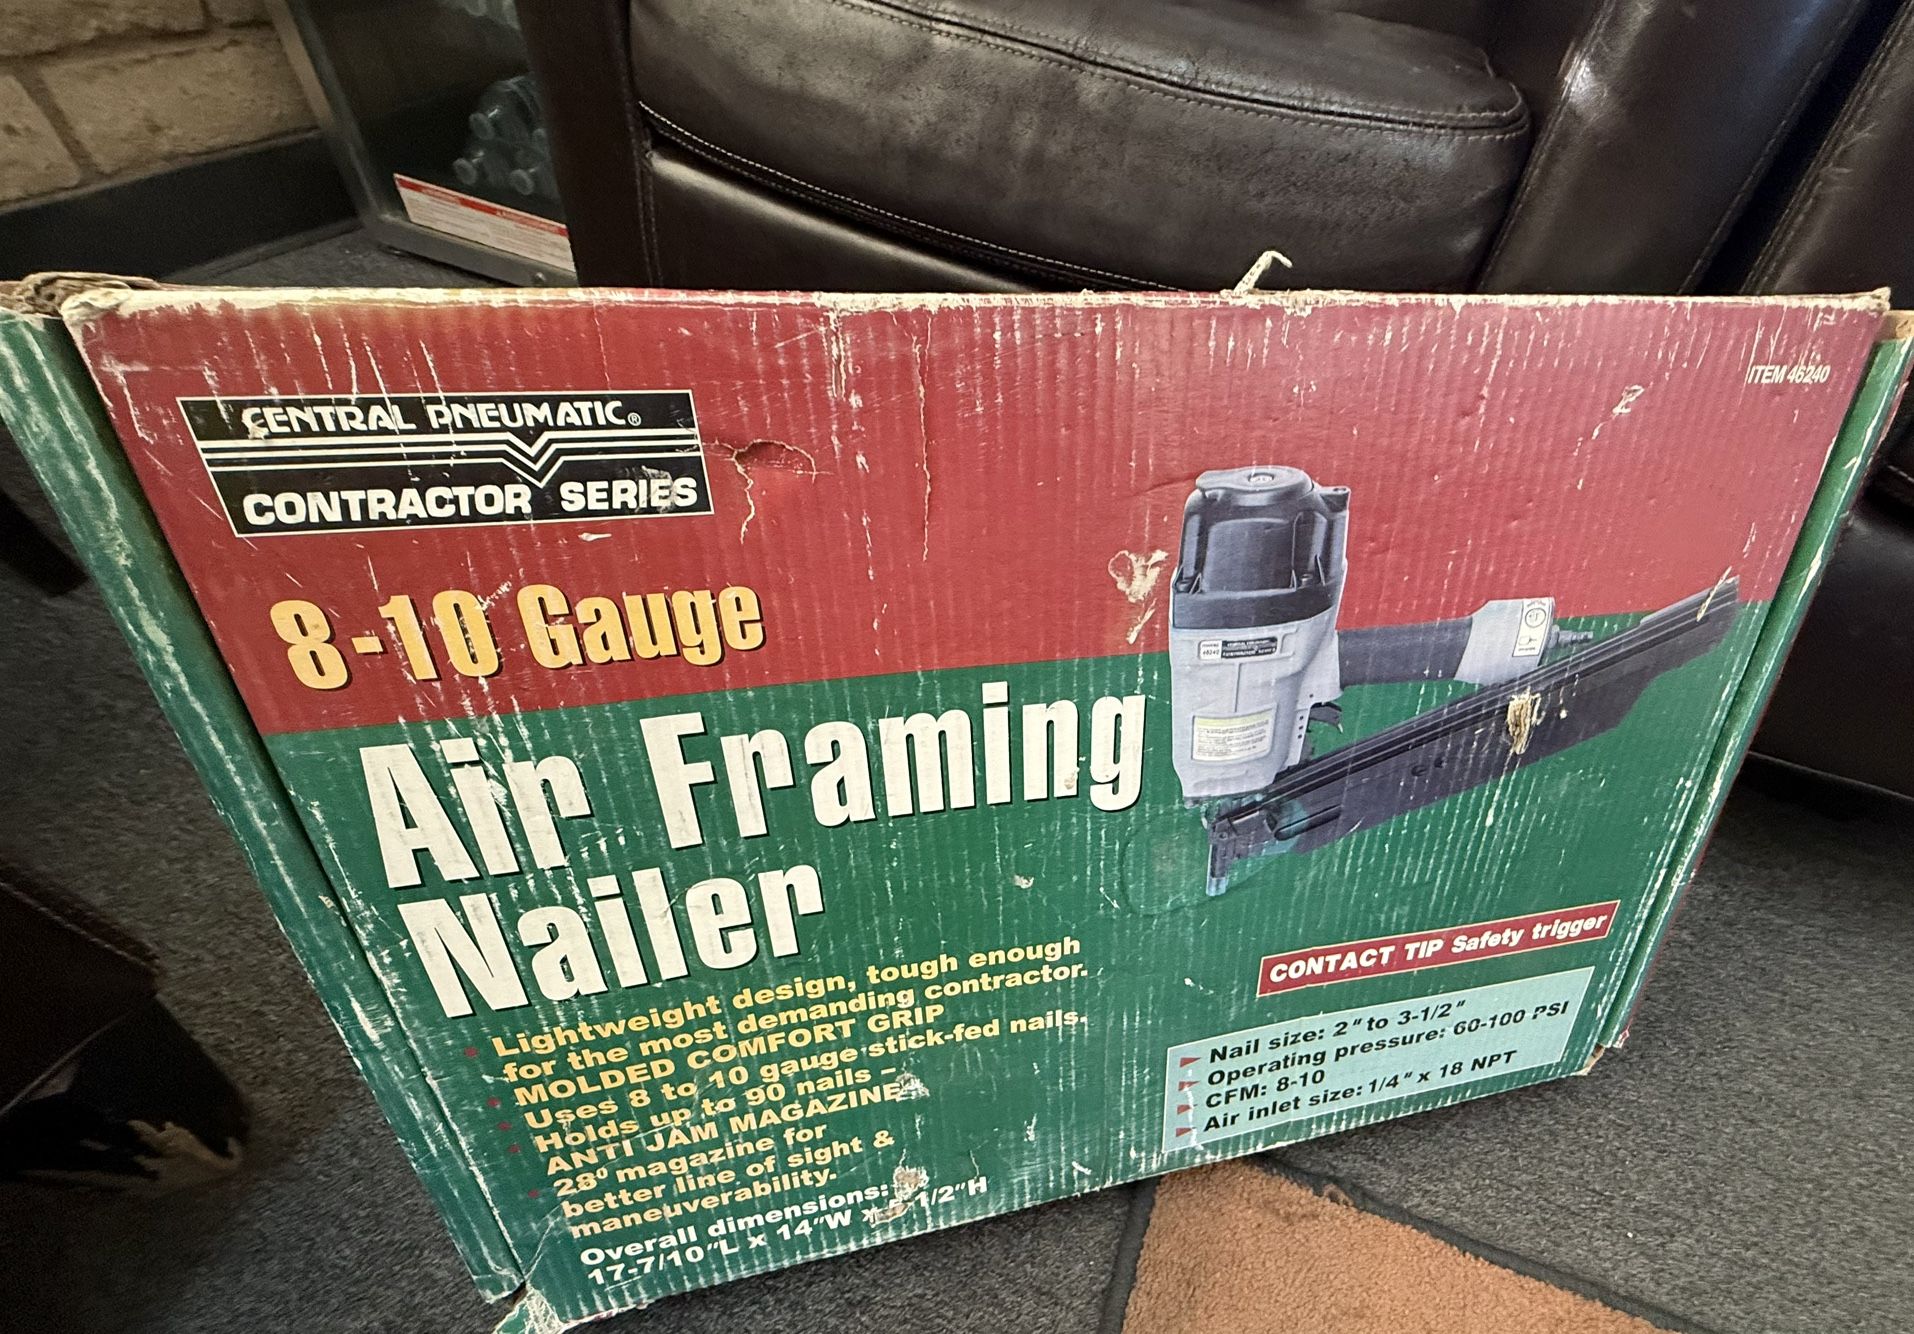 ITEM 46240
CENTRAL PNEUMATIC®
CONTRACTOR SERIES
8-10 Gauge
Air Framing
Nailer
Lightweight design, tough enough
for the most demanding contractor.
MOLDED COMFORT GRIP
Uses 8 to 10 gauge stick-fed nails.
Holds up to 90 nails -
ANTI JAM MAGAZINE
28º magazine for
better line of sight &
maneuverability.
Overall dimensions:
17-7/10"L x 14"W x 1/2"H
CONTACT TIP Safety trigger
Nail size: 2" to 3-1/2"
Operating pressure: 60-100 PSI
CFM: 8-10
Air inlet size: 1/4" x 18 NPT